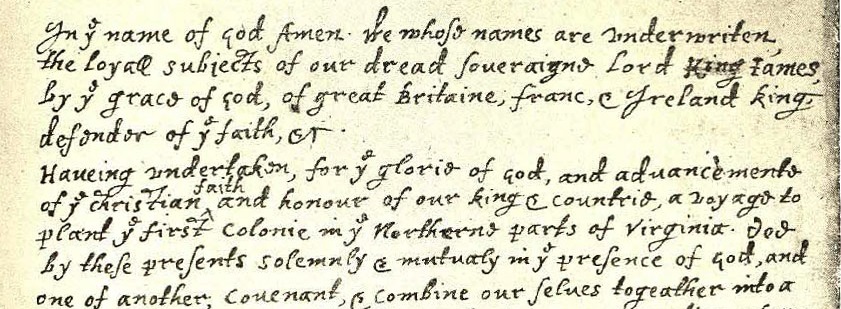 In yͤ name of god Amen. We whose names are vnderwriten,
the loyall subjects of our dread soveraigne Lord King James,
by yͤ grace of god, of great Britaine, franc, & Ireland king,
defender of yͤ faith, &c.
Haveing vndertaken, for yͤ glorie of god, and advancemente
of yͤ christian ^faith and honour of our king & countrie, a voyage to
plant yͤ first colonie in yͤ Northerne parts of Virginia. doe
by these presents solemnly & mutualy in yͤ presence of god, and
one of another, covenant, & combine our selves togeather into a